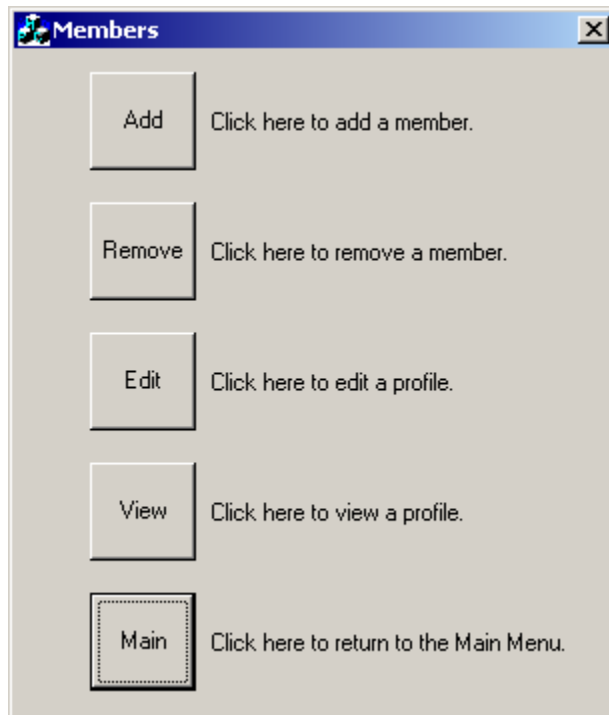 Members
Add Click here to add a member.
Remove Click here to remove a member.
Edit Click here to edit a profile.
View Click here to view a profile.
Main Click here to return to the Main Menu.